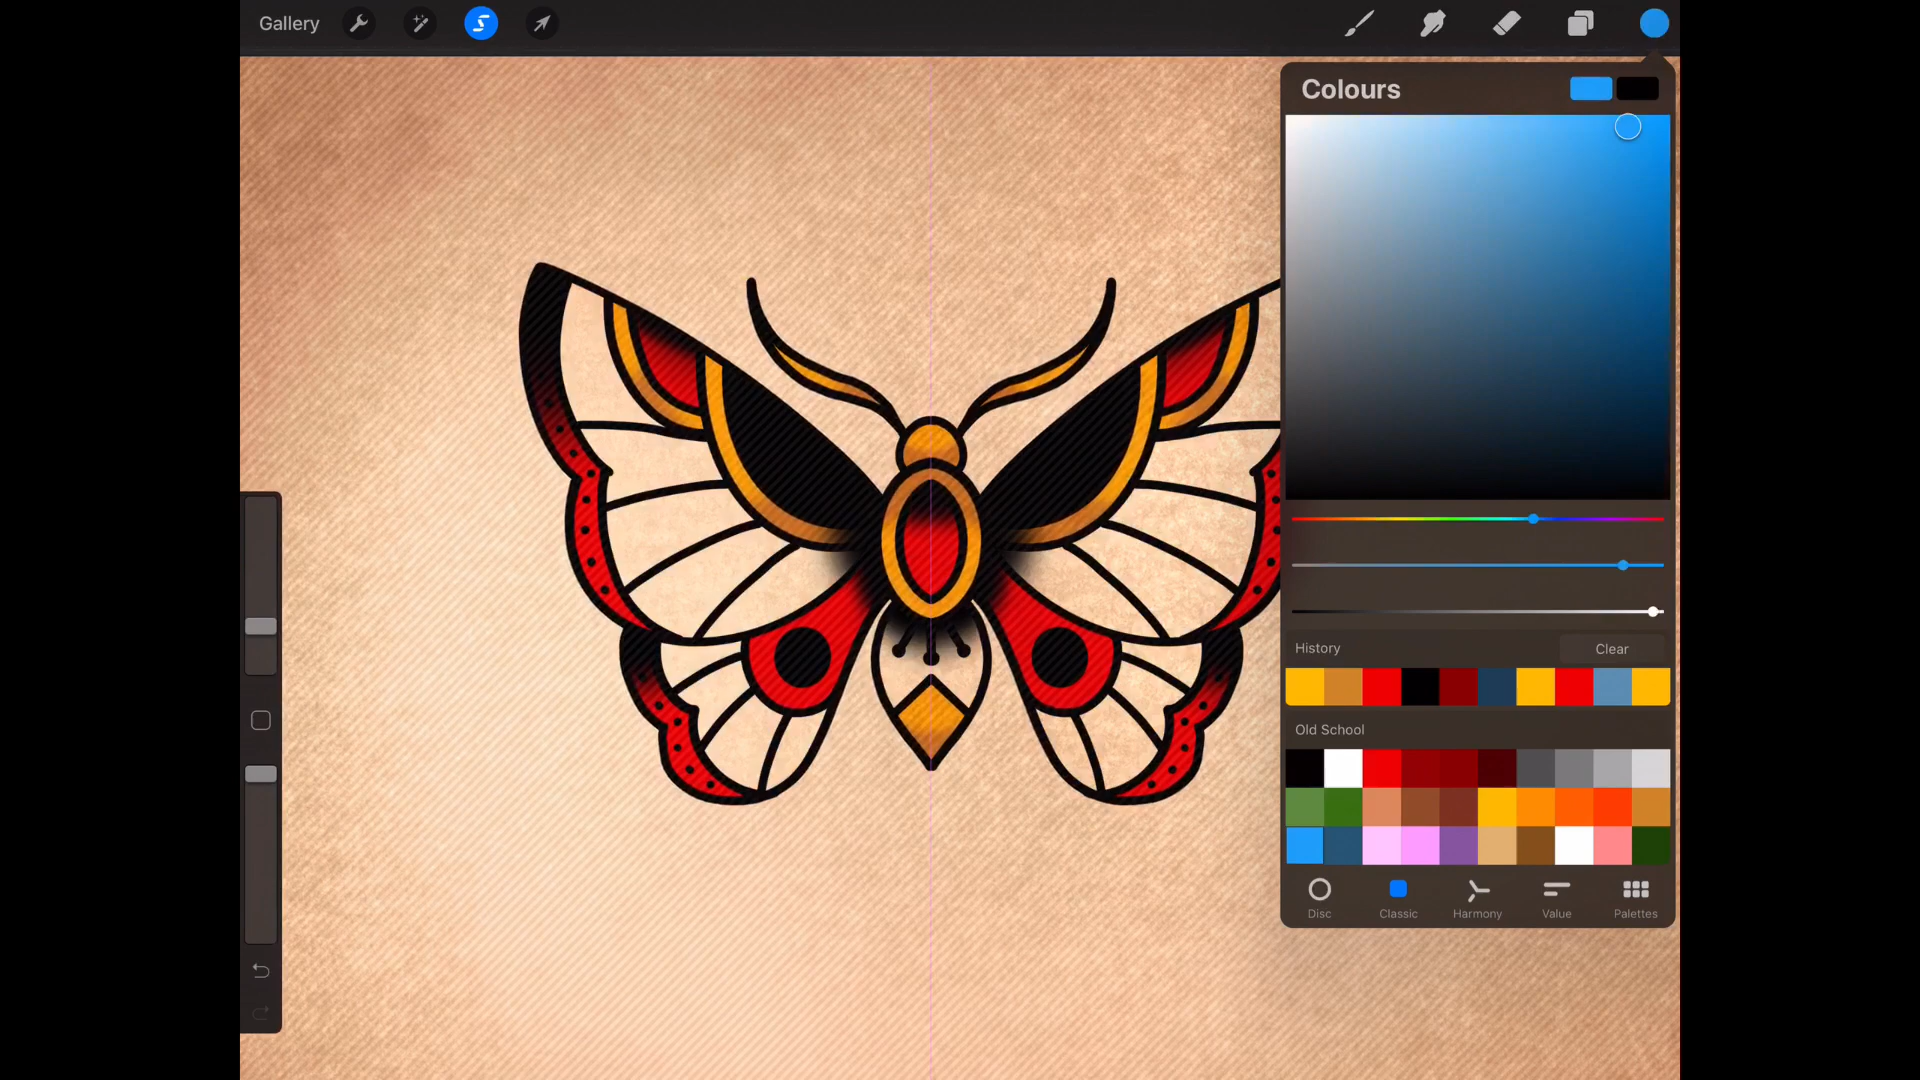 Gallery
Colours
History
Clear
Old School
Disc
Classic
Harmony
Value
Palettes